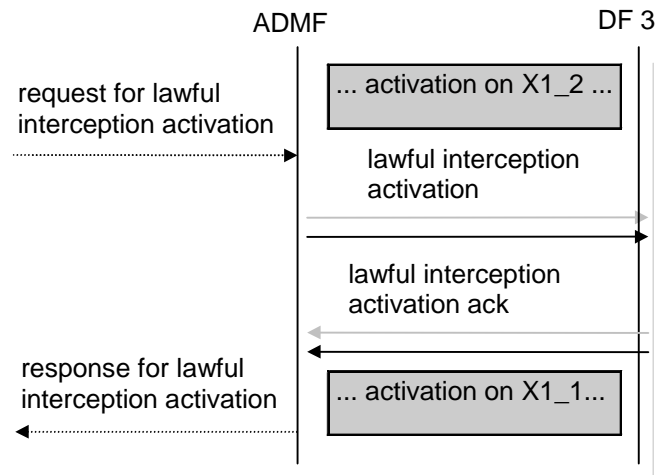 ADMF
DF 3
... activation on X1_2 ...
request for lawful
interception activation
lawful interception
activation
lawful interception
activation ack
response for lawful
interception activation
... activation on X1_1...